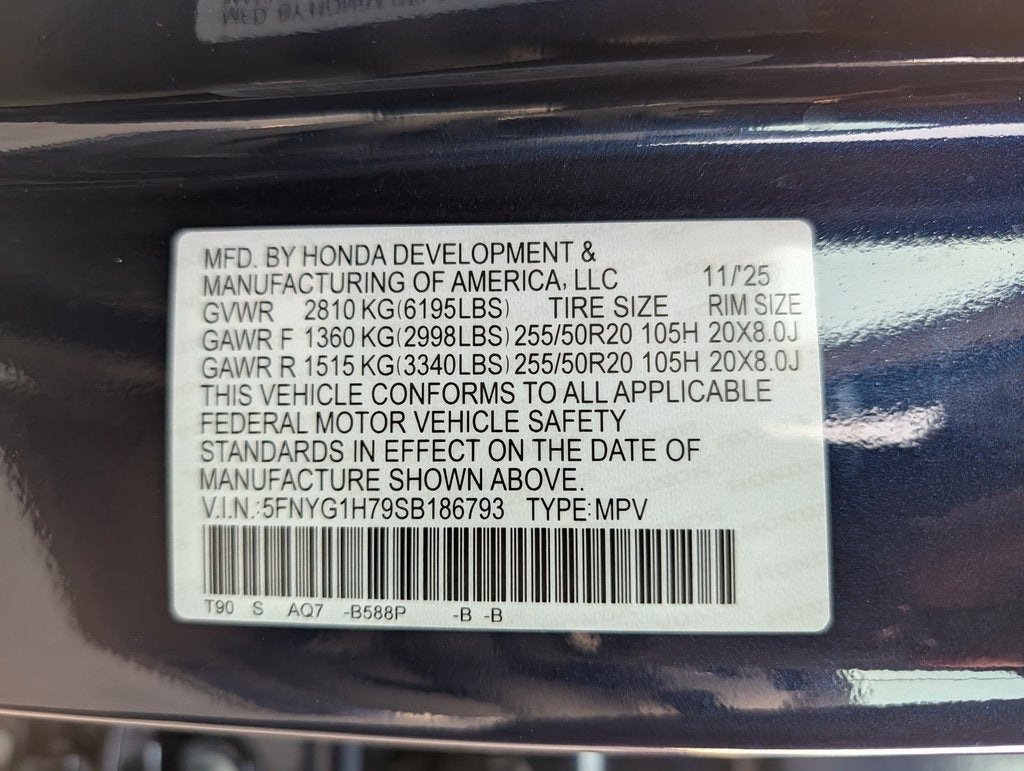 MFD. BY HONDA DEVELOPMENT &
MANUFACTURING OF AMERICA, LLC 11/'25
GVWR 2810 KG(6195LBS) TIRE SIZE RIM SIZE
GAWR F 1360 KG(2998LBS) 255/50R20 105H 20X8.0J
GAWR R 1515 KG(3340LBS) 255/50R20 105H 20X8.0J
THIS VEHICLE CONFORMS TO ALL APPLICABLE
FEDERAL MOTOR VEHICLE SAFETY
STANDARDS IN EFFECT ON THE DATE OF
MANUFACTURE SHOWN ABOVE.
V.I.N.:5FNYG1H79SB186793 TYPE:MPV
T90 S AQ7 -B588P -B -B